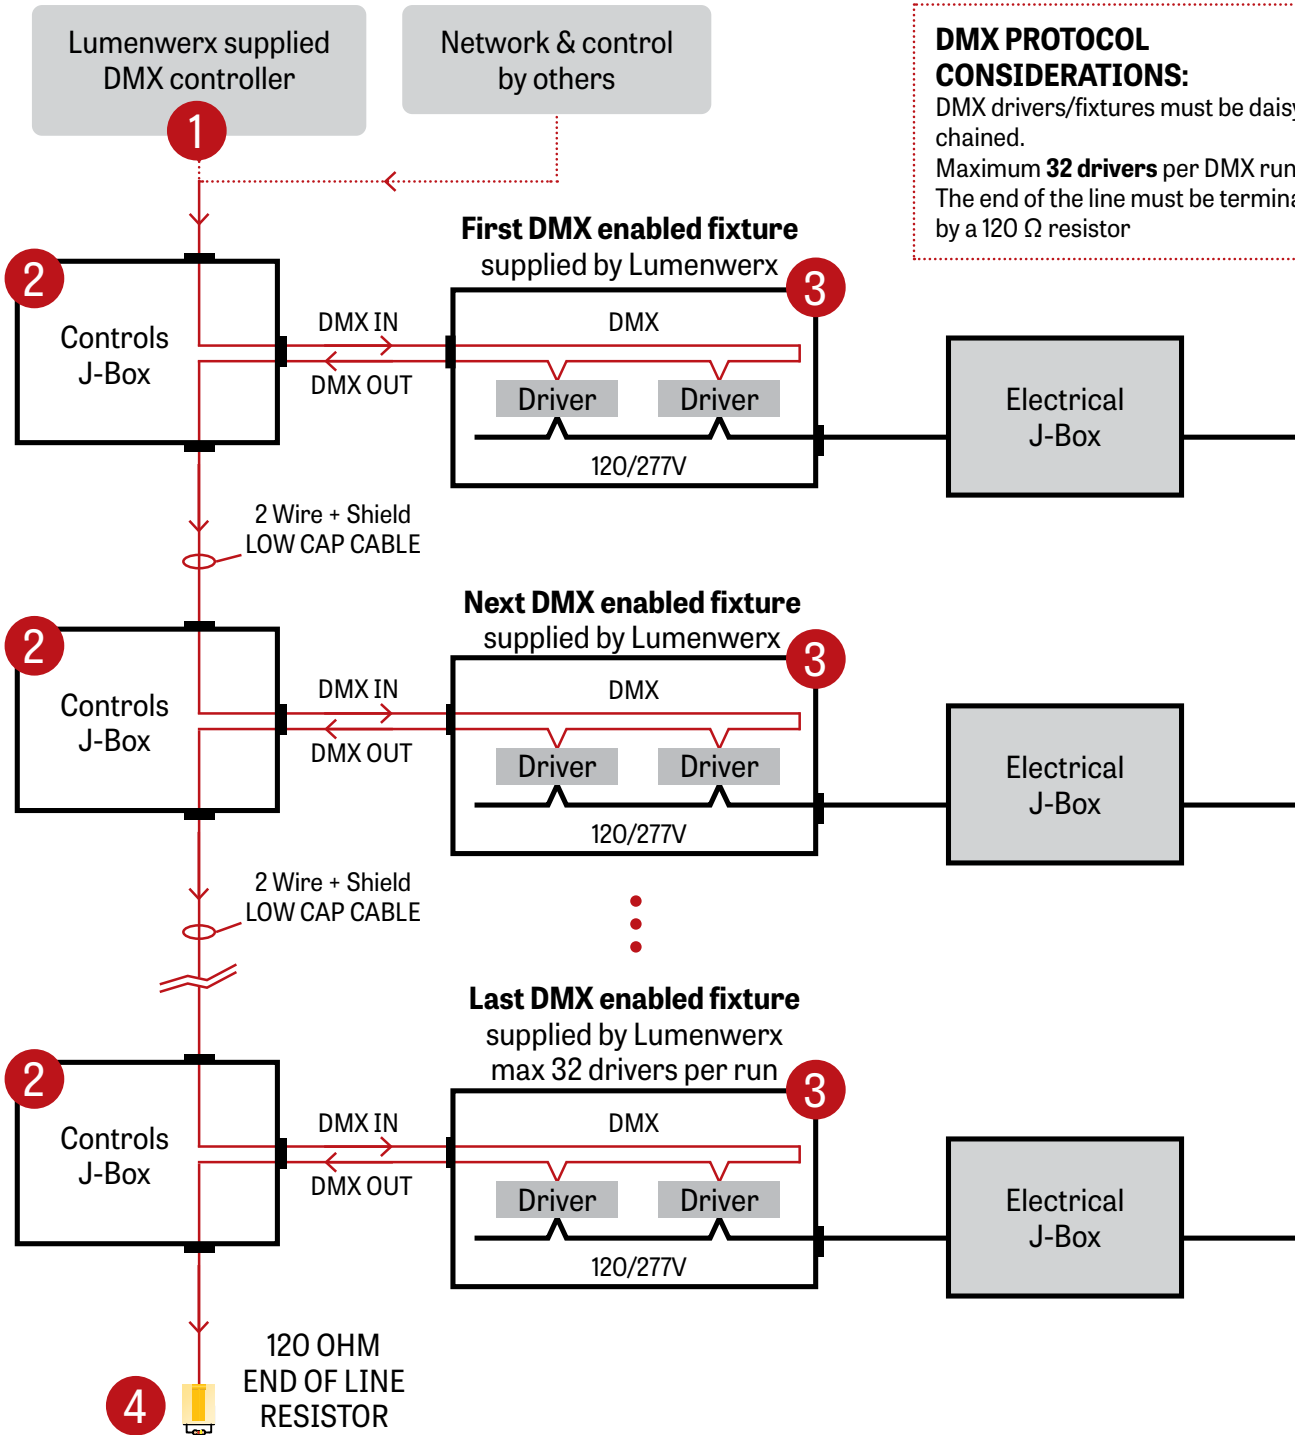 Lumenwerx supplied
DMX controller
1
Network & control
by others
DMX PROTOCOL
CONSIDERATIONS:
DMX drivers/fixtures must be daisy
chained.
Maximum 32 drivers per DMX run
The end of the line must be termina
by a 120 Ω resistor
First DMX enabled fixture
supplied by Lumenwerx
2
Controls
J-Box
DMX IN
DMX OUT
3
DMX
Driver
Driver
120/277V
Electrical
J-Box
2 Wire + Shield
LOW CAP CABLE
Next DMX enabled fixture
supplied by Lumenwerx
2
Controls
J-Box
DMX IN
DMX OUT
3
DMX
Driver
Driver
120/277V
Electrical
J-Box
2 Wire + Shield
LOW CAP CABLE
Last DMX enabled fixture
supplied by Lumenwerx
max 32 drivers per run
2
Controls
J-Box
DMX IN
DMX OUT
3
DMX
Driver
Driver
120/277V
Electrical
J-Box
4
120 OHM
END OF LINE
RESISTOR